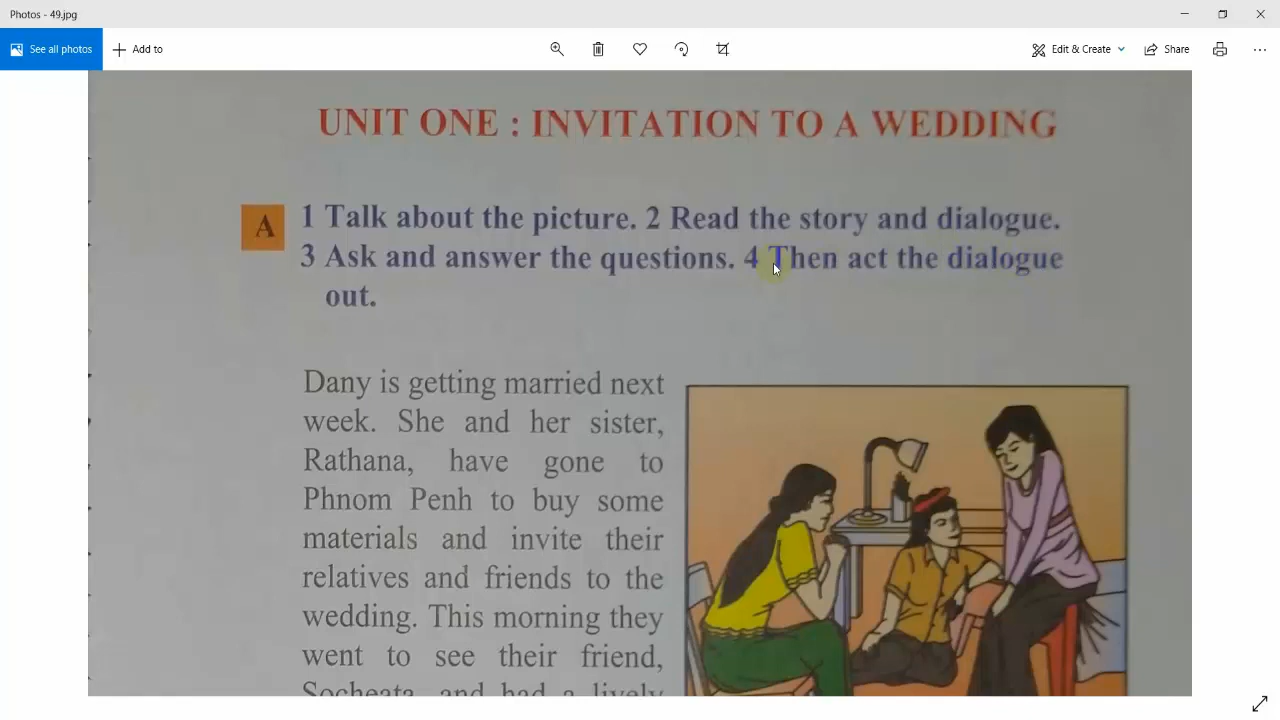 Photos - 49.jpg
See all photos
Add to
Edit & Create
Share
UNIT ONE : INVITATION TO A WEDDING
A
1 Talk about the picture. 2 Read the story and dialogue.
3 Ask and answer the questions. 4 Then act the dialogue
out.
Dany is getting married next
week. She and her sister,
Rathana, have gone to
Phnom Penh to buy some
materials and invite their
relatives and friends to the
wedding. This morning they
went to see their friend,
Socheata, and had a lively